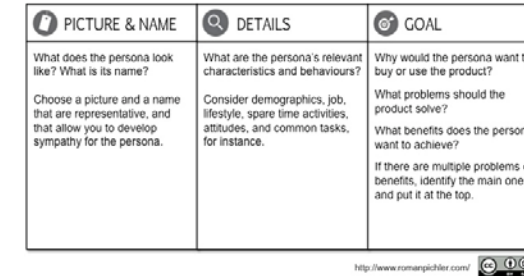 PICTURE & NAME
What does the persona look
like? What is its name?
Choose a picture and a name
that are representative, and
that allow you to develop
sympathy for the persona.
DETAILS
What are the persona's relevant
characteristics and behaviours?
Consider demographics, job,
lifestyle, spare time activities,
attitudes, and common tasks,
for instance.
GOAL
Why would the persona want
buy or use the product?
What problems should the
product solve?
What benefits does the
want to achieve?
If there are multiple problems
benefits, identify the main one
and put it at the top.
http://www.romanpichler.com/
cc